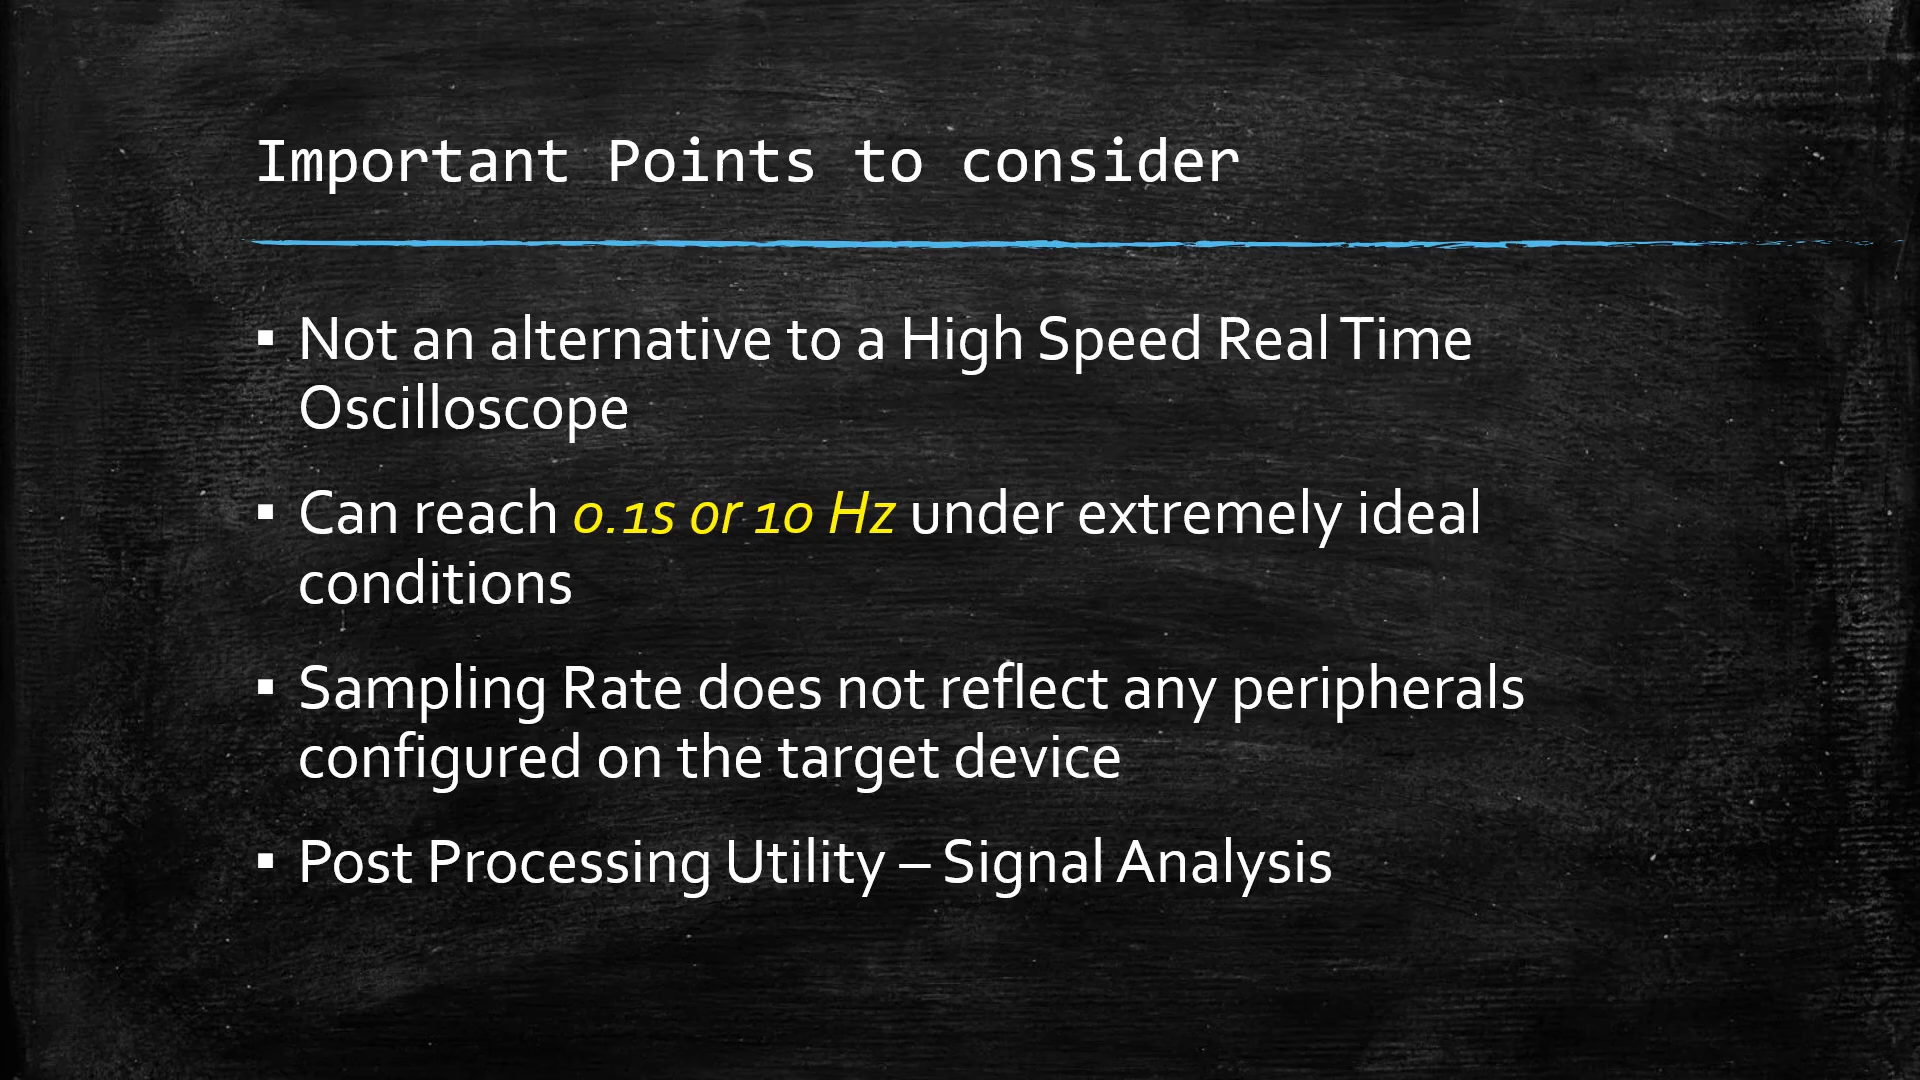 Important Points to consider
▪ Not an alternative to a High Speed Real Time
Oscilloscope
▪ Can reach 0.1s or 10 Hz under extremely ideal
conditions
▪ Sampling Rate does not reflect any peripherals
configured on the target device
▪ Post Processing Utility – Signal Analysis